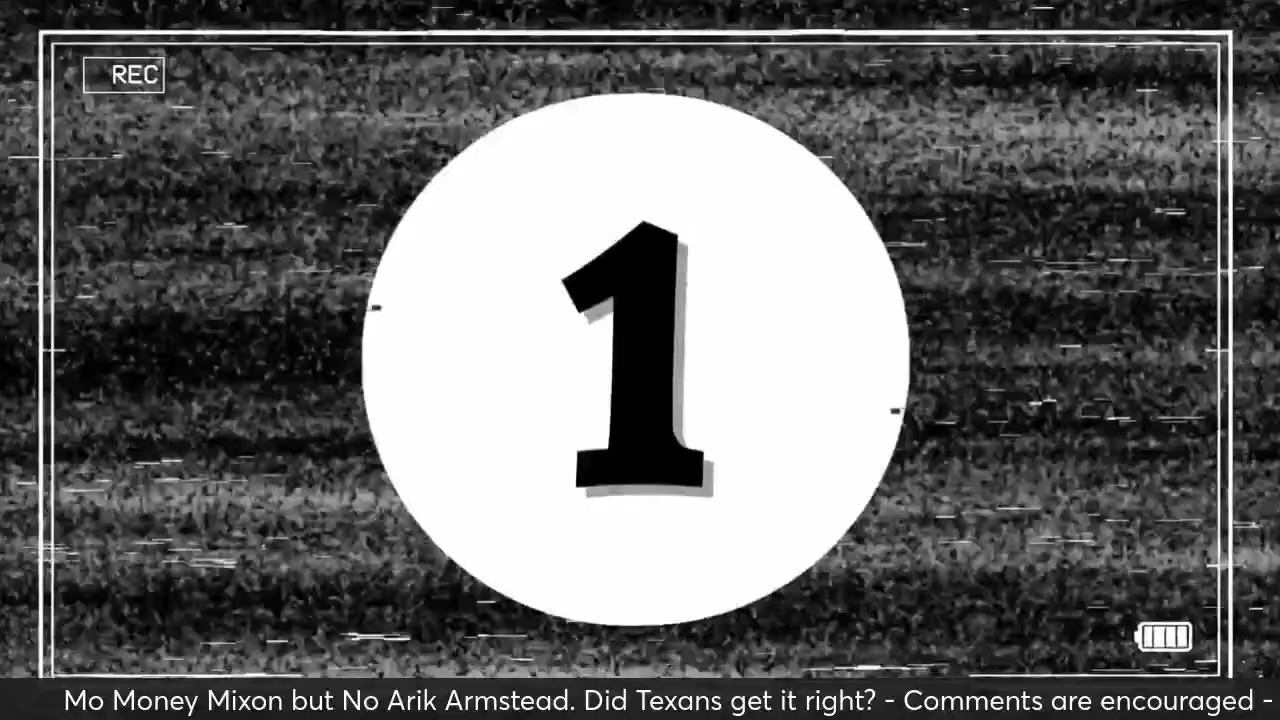 REC
1
Mo Money Mixon but No Arik Armstead. Did Texans get it right? - Comments are encouraged -